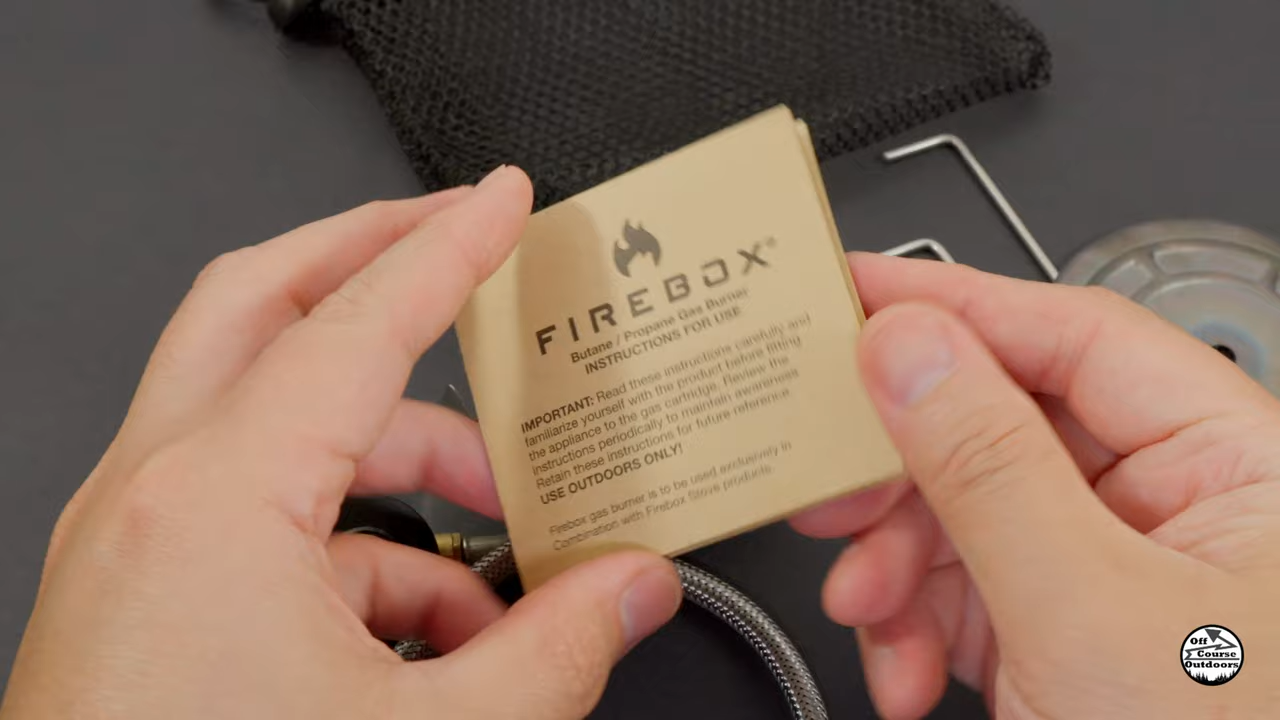 FIREBOX®
Butane / Propane Gas Burner
INSTRUCTIONS FOR USE
IMPORTANT: Read these instructions carefully and
familiarize yourself with the product before fitting
the appliance to the gas cartridge. Review the
instructions periodically to maintain awareness
Retain these instructions for future reference.
USE OUTDOORS ONLY!
Firebox gas burner is to be used exclusively in
Combination with Firebox Stove products.
Off
Course
Outdoors